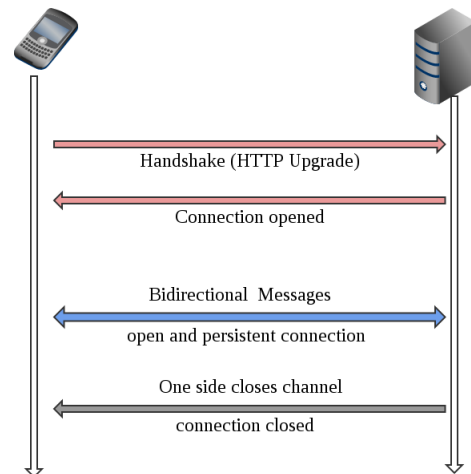 Handshake (HTTP Upgrade)
Connection opened
Bidirectional Messages
open and persistent connection
One side closes channel
connection closed